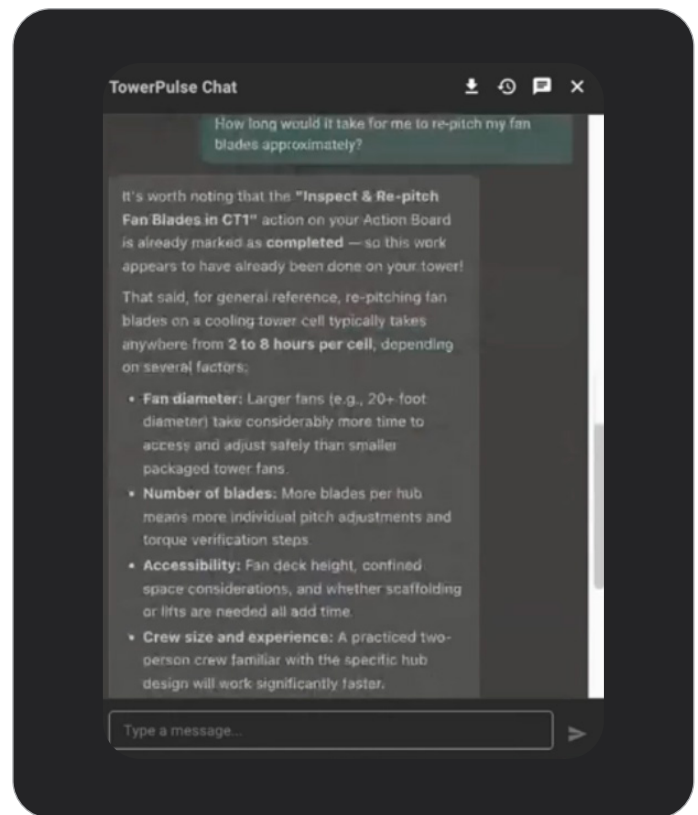 TowerPulse Chat
How long would it take for me to re-pitch my fan
blades approximately?
It's worth noting that the "Inspect & Re-pitch
Fan Blades in CT1" action on your Action Board
is already marked as completed — so this work
appears to have already been done on your tower!
That said, for general reference, re-pitching fan
blades on a cooling tower cell typically takes
anywhere from 2 to 8 hours per cell, depending
on several factors:
• Fan diameter: Larger fans (e.g., 20+ foot
diameter) take considerably more time to
access and adjust safely than smaller
packaged tower fans.
• Number of blades: More blades per hub
means more individual pitch adjustments and
torque verification steps.
• Accessibility: Fan deck height, confined
space considerations, and whether scaffolding
or lifts are needed all add time.
• Crew size and experience: A practiced two-
person crew familiar with the specific hub
design will work significantly faster.
Type a message...